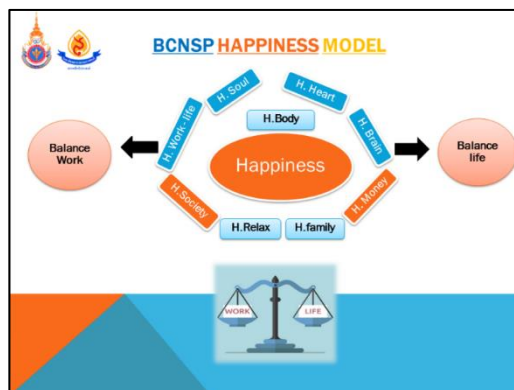 BCNSP HAPPINESS MODEL
H. Soul
H. Heart
H. Work - life
H.Body
H. Brain
Balance
Work
Happiness
Balance
life
H.Society
H. Money
H.Relax
H.family
WORK
LIFE